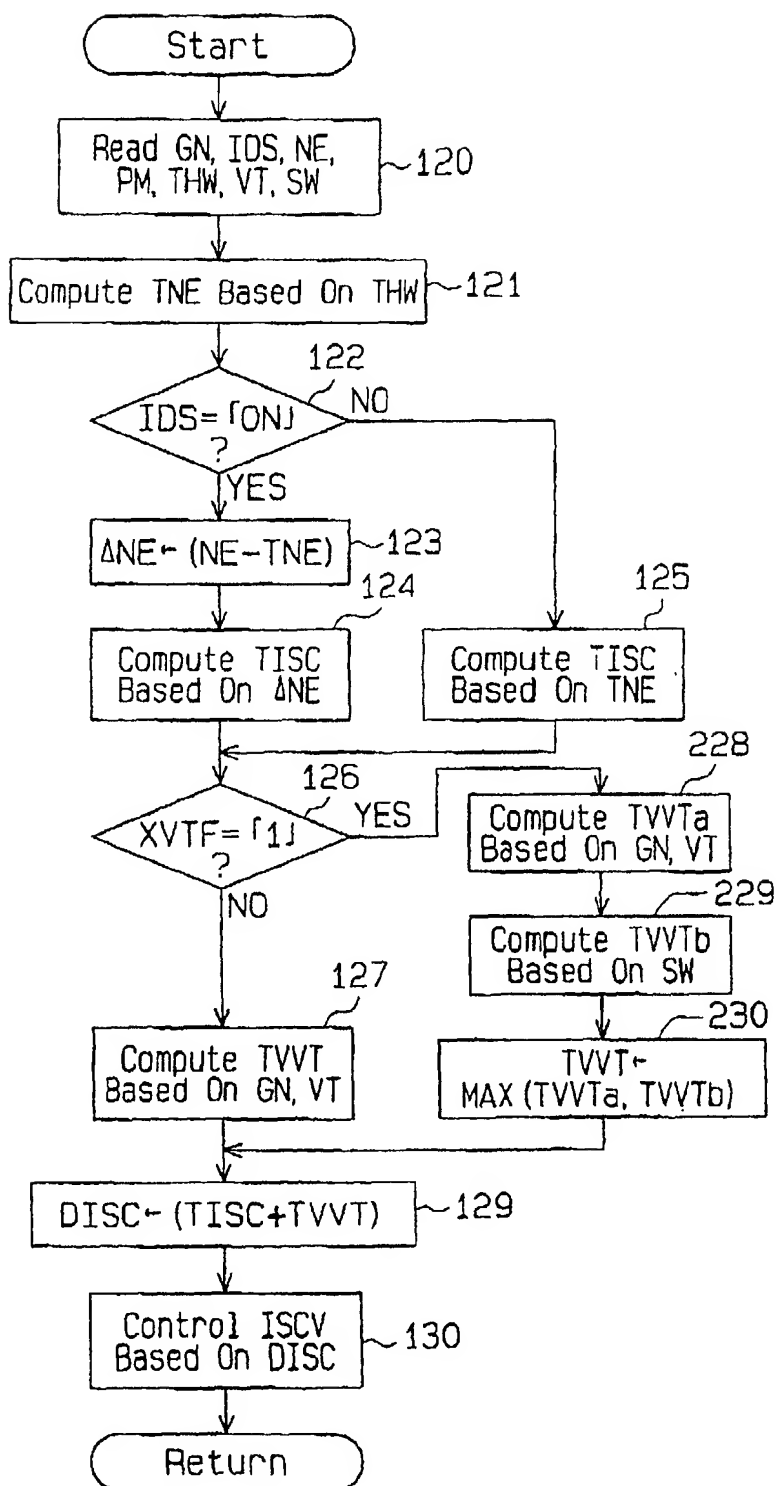 Start
Read GN, IDS, NE,
PM, THW, VT, SW
120
Compute TNE Based On THW
121
122
IDS=「ON」
?
NO
YES
ΔNE← (NE-TNE)
123
124
Compute TISC
Based On ΔNE
125
Compute TISC
Based On TNE
126
XVTF=「1」
?
YES
NO
228
Compute TVVTa
Based On GN, VT
229
Compute TVVTb
Based On SW
230
TVVT←
MAX (TVVTa, TVVTb)
127
Compute TVVT
Based On GN, VT
DISC← (TISC+TVVT)
129
Control ISCV
Based On DISC
130
Return